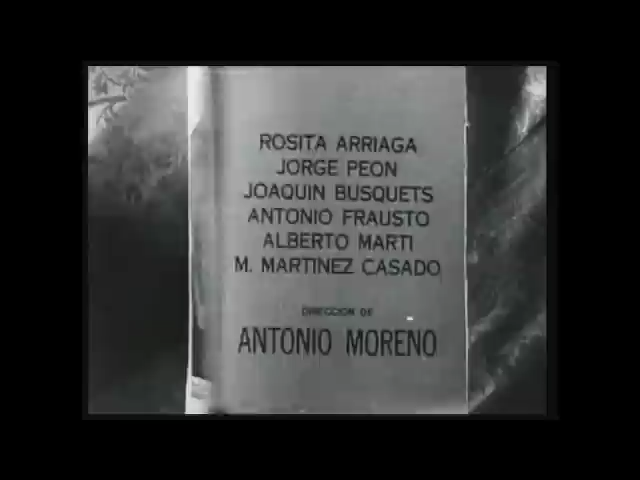 ROSITA ARRIAGA
JORGE PEON
JOAQUIN BUSQUETS
ANTONIO FRAUSTO
ALBERTO MARTI
M. MARTINEZ CASADO
DIRECCION DE
ANTONIO MORENO